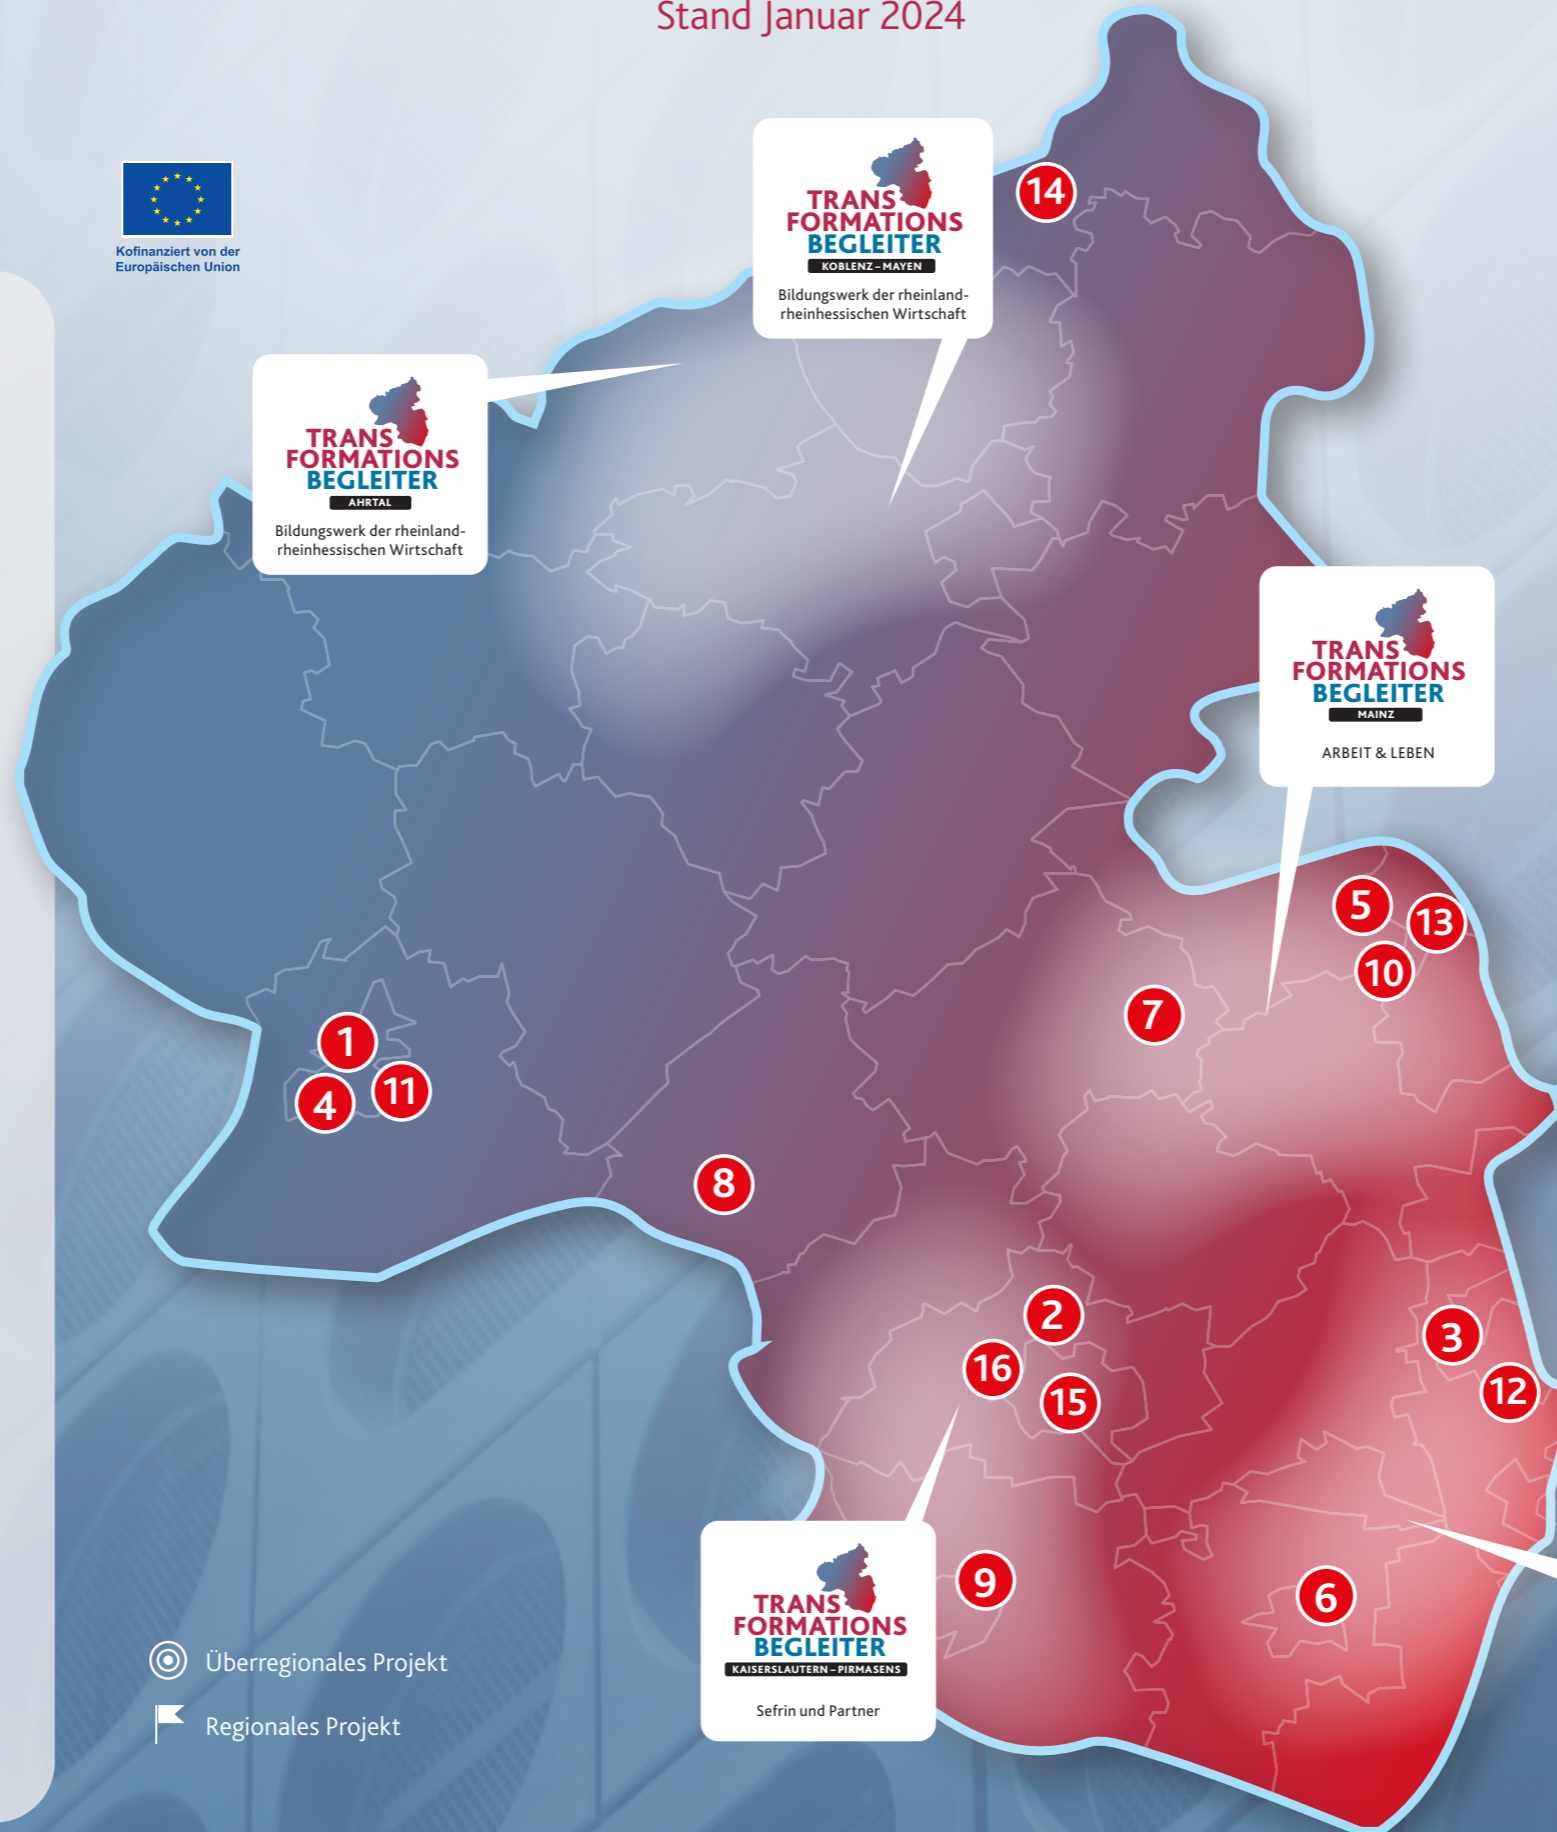 Stand Januar 2024
Kofinanziert von der
Europäischen Union
TRANS
FORMATIONS
BEGLEITER
KOBLENZ – MAYEN
Bildungswerk der rheinland-
rheinhessischen Wirtschaft
14
TRANS
FORMATIONS
BEGLEITER
AHRTAL
Bildungswerk der rheinland-
rheinhessischen Wirtschaft
TRANS
FORMATIONS
BEGLEITER
MAINZ
ARBEIT & LEBEN
5
13
10
7
1
4
11
8
2
16
15
3
12
9
6
TRANS
FORMATIONS
BEGLEITER
KAISERSLAUTERN – PIRMASENS
Sefrin und Partner
Überregionales Projekt
Regionales Projekt